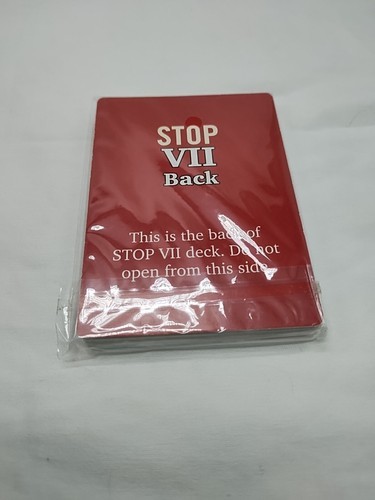 STOP
VII
Back
This is the back of
STOP VII deck. Do not
open from this side.